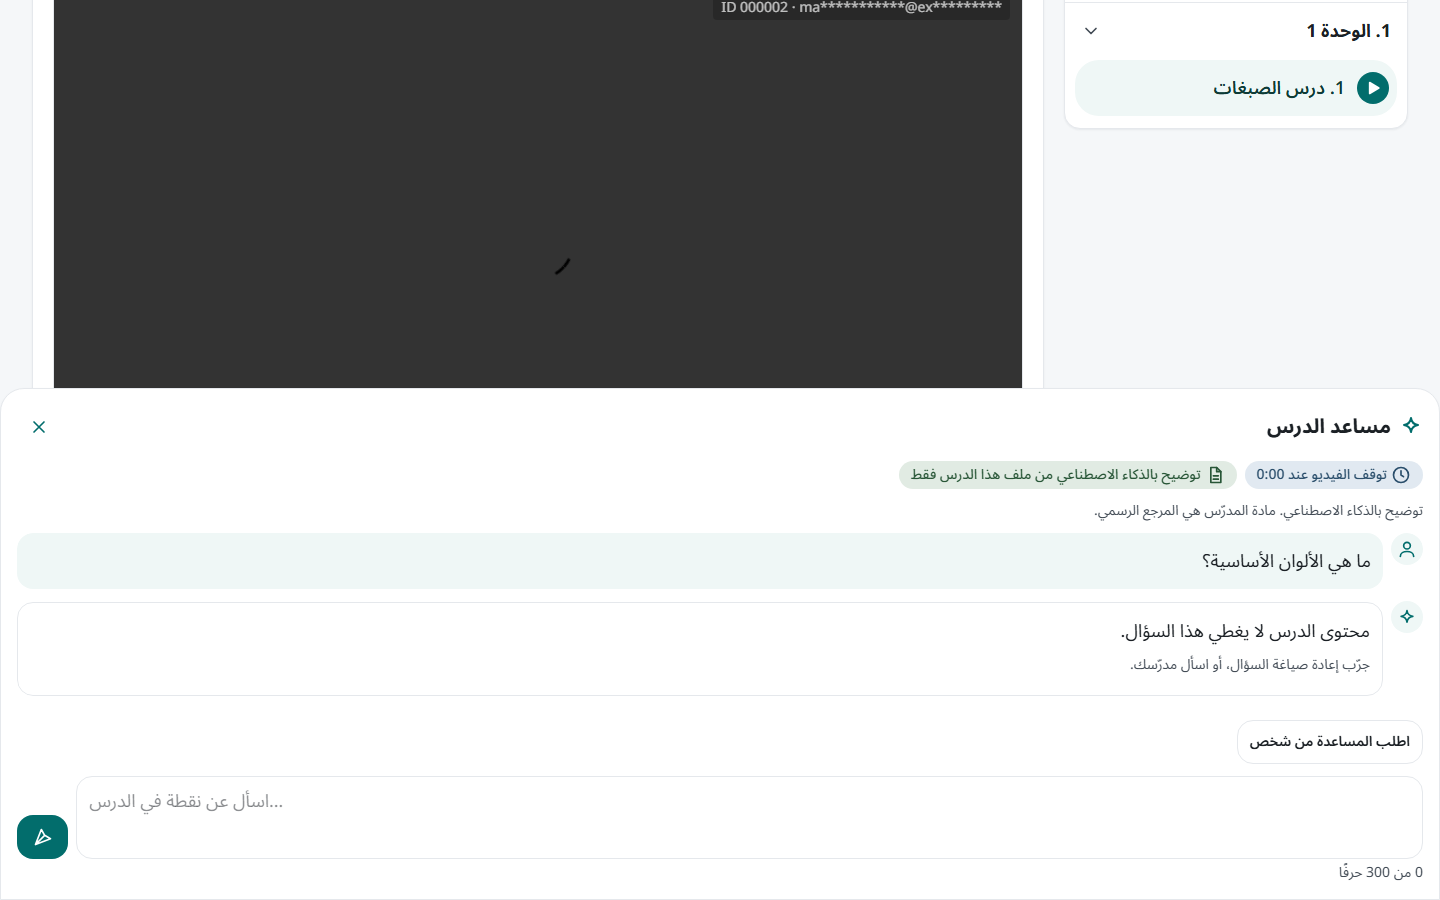 ID 000002 · ma***********@ex*********
1. الوحدة 1
1. درس الصبغات
مساعد الدرس
توقف الفيديو عند 0:00
توضيح بالذكاء الاصطناعي من ملف هذا الدرس فقط
توضيح بالذكاء الاصطناعي. مادة المدرّس هي المرجع الرسمي.
ما هي الألوان الأساسية؟
محتوى الدرس لا يغطي هذا السؤال.
جرّب إعادة صياغة السؤال، أو اسأل مدرّسك.
اطلب المساعدة من شخص
اسأل عن نقطة في الدرس...
0 من 300 حرفًا